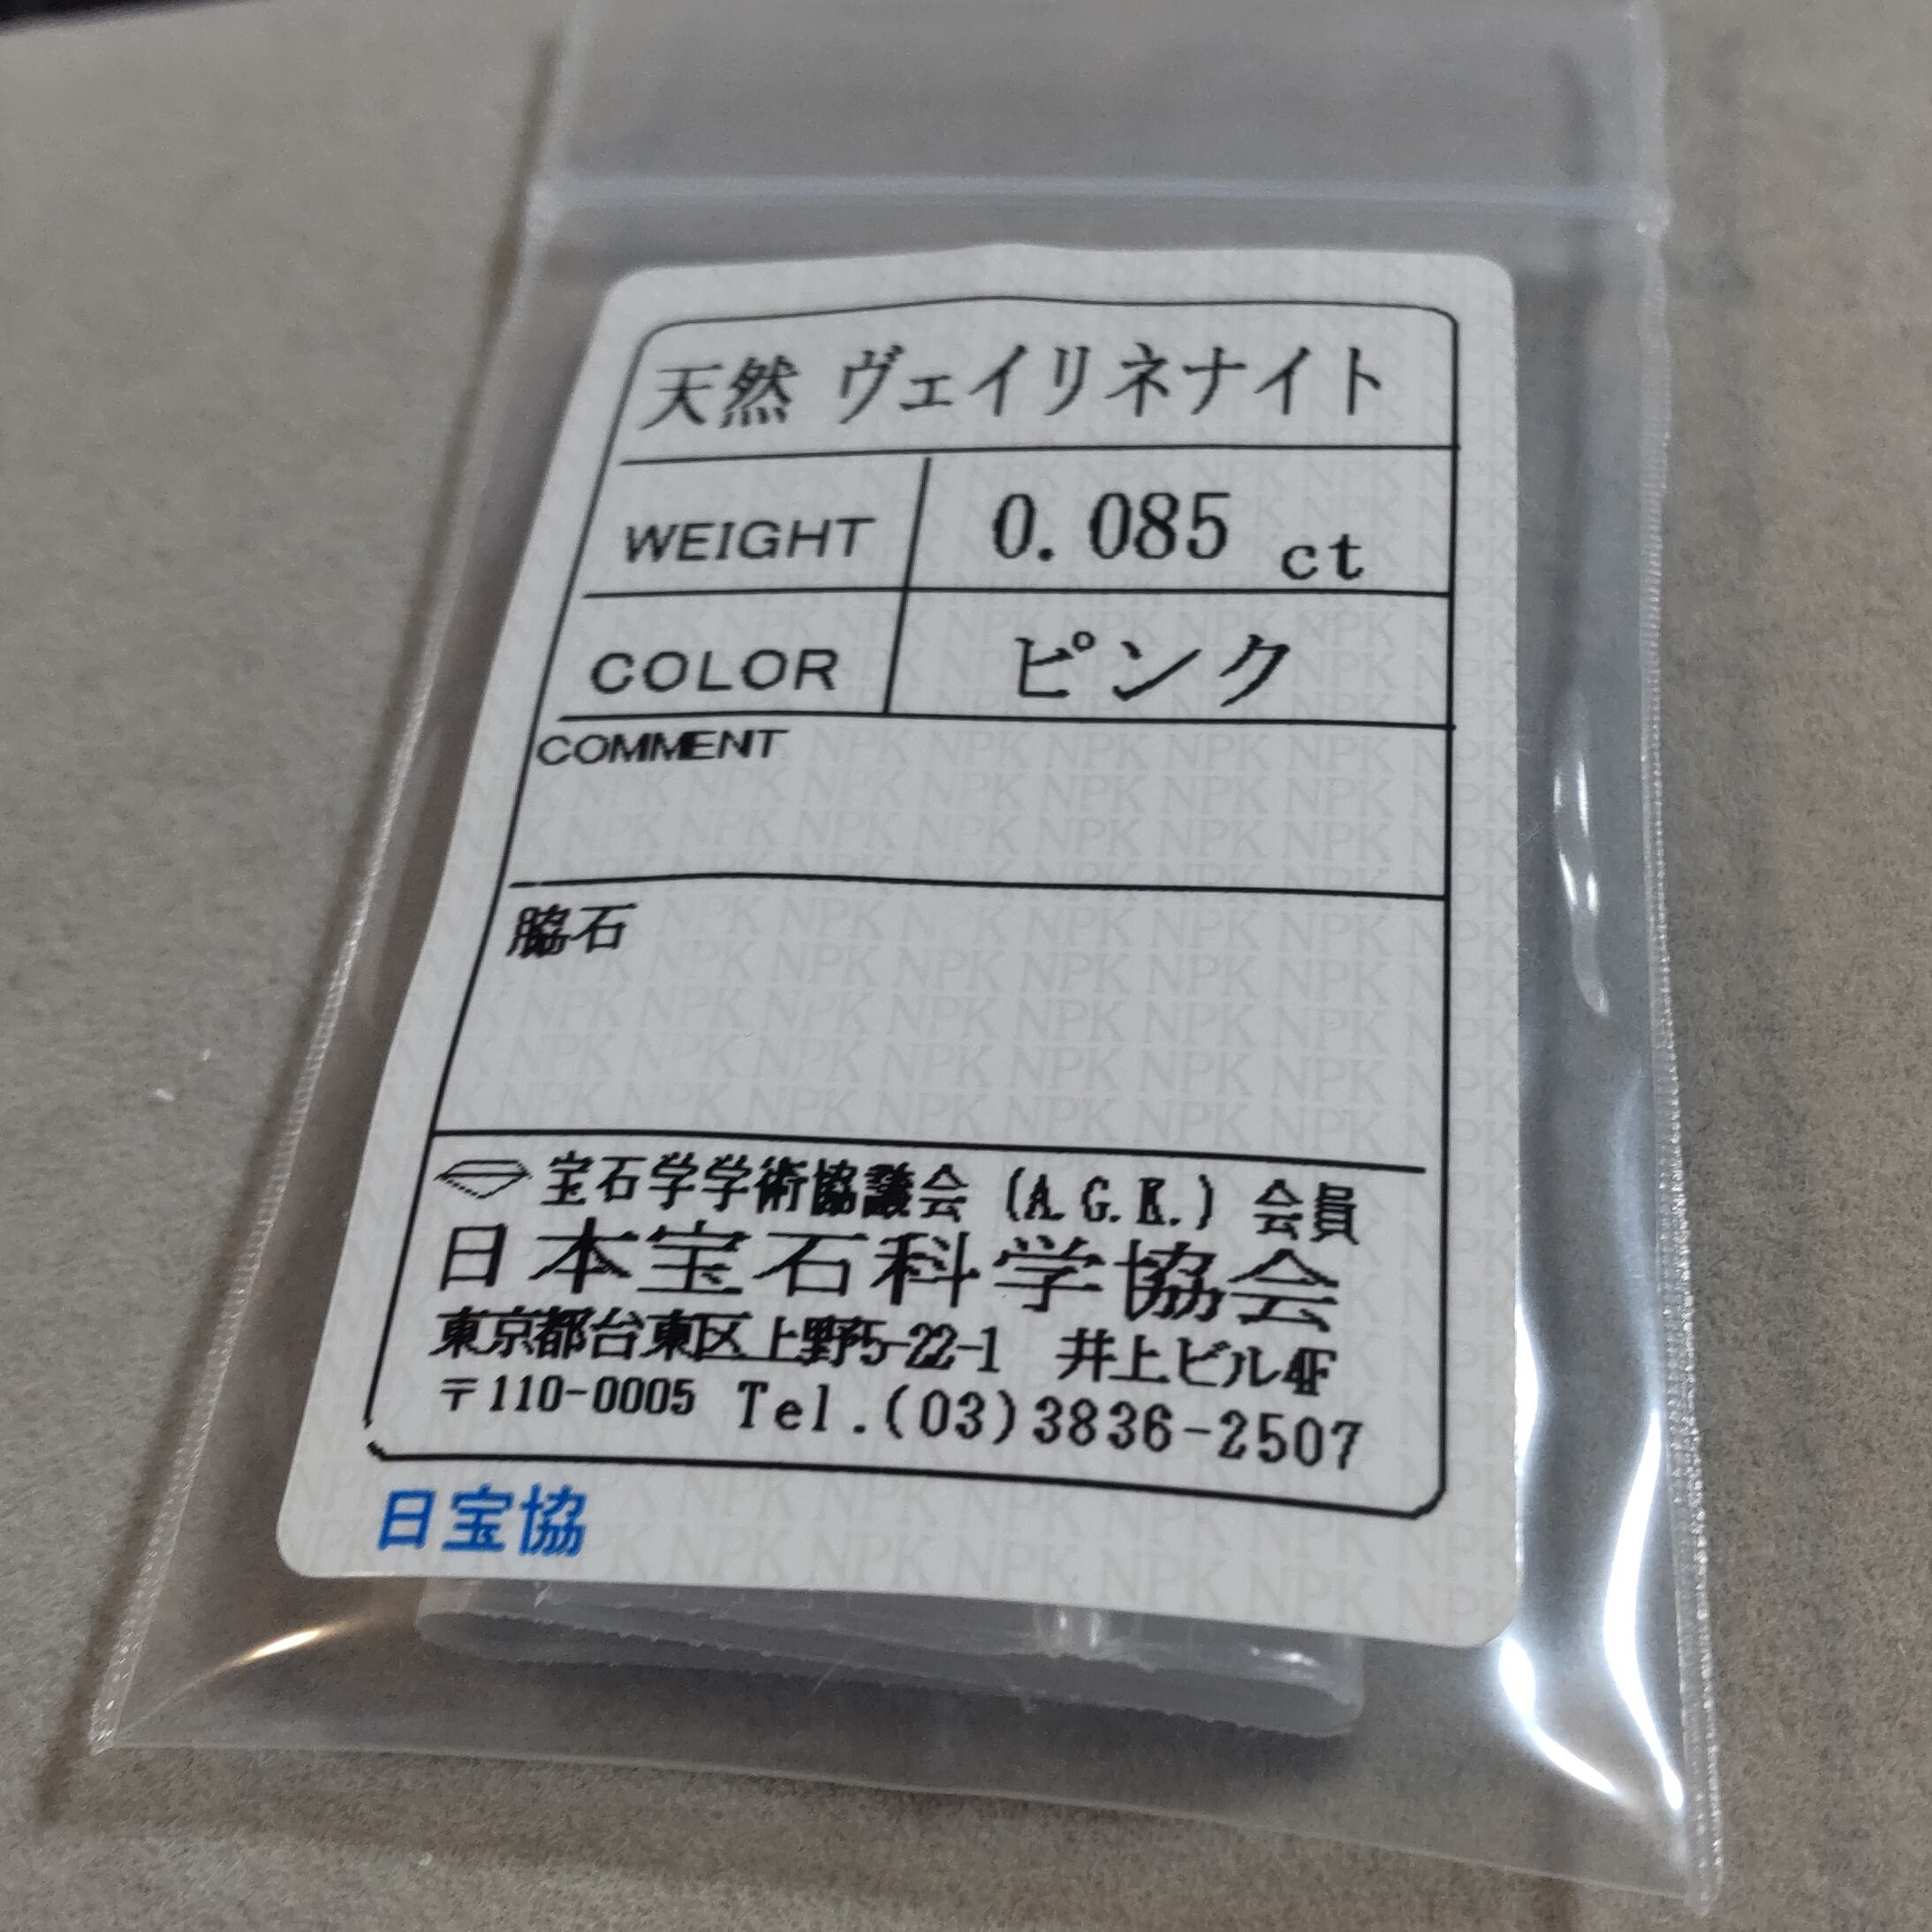 天然 ヴェイリネナイト
WEIGHT 0.085 ct
COLOR ピンク
COMMENT
脇石
宝石学学術協議会 (A.G.K.) 会員
日本宝石科学協会
東京都台東区上野5-22-1 井上ビル4F
〒110-0005 Tel.(03)3836-2507
日宝協